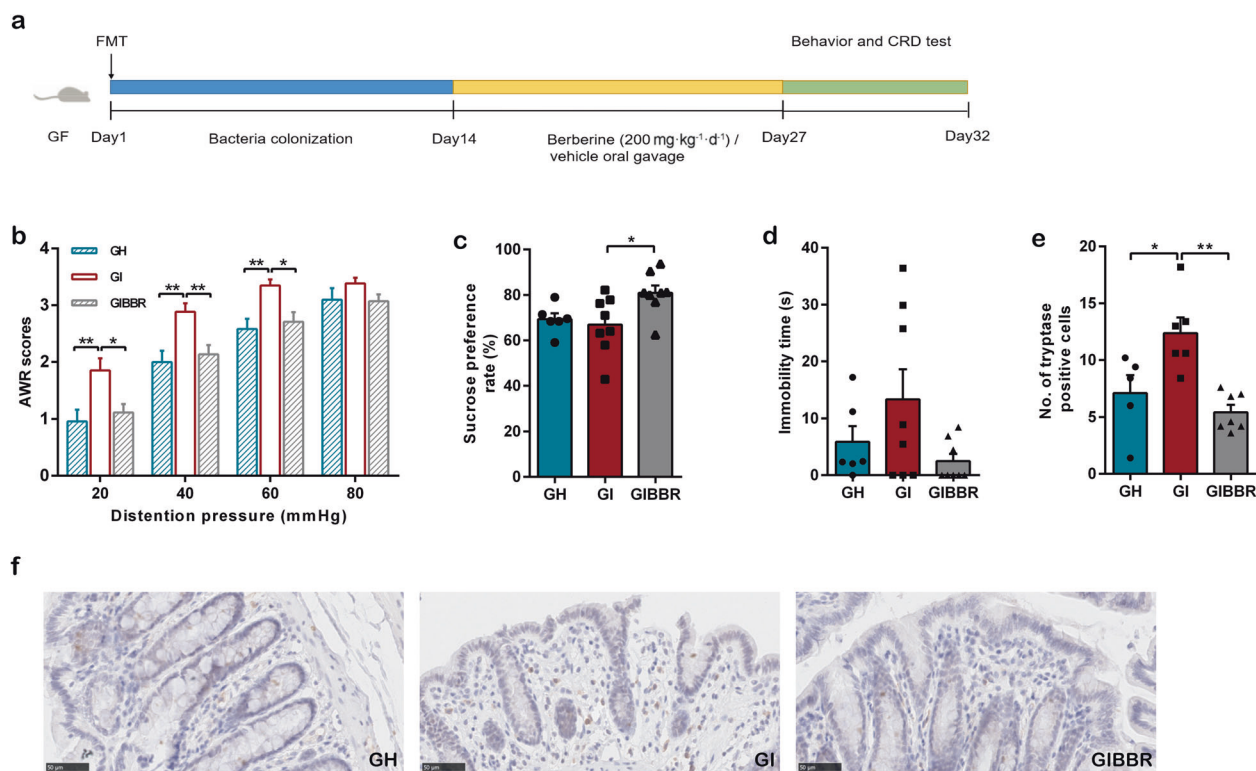 a
FMT
Behavior and CRD test
GF
Day1
Bacteria colonization
Day14
Berberine (200 mg·kg⁻¹·d⁻¹) /
vehicle oral gavage
Day27
Day32
b
GH
GI
GIBBR
AWR scores
4
3
2
1
0
** *
** **
** *
20 40 60 80
Distention pressure (mmHg)
c
Sucrose preference
rate (%)
100
80
60
40
20
0
*
GH GI GIBBR
d
Immobility time (s)
40
30
20
10
0
GH GI GIBBR
e
No. of tryptase
positive cells
20
15
10
5
0
* **
GH GI GIBBR
f
50 µm
GH
50 µm
GI
50 µm
GIBBR